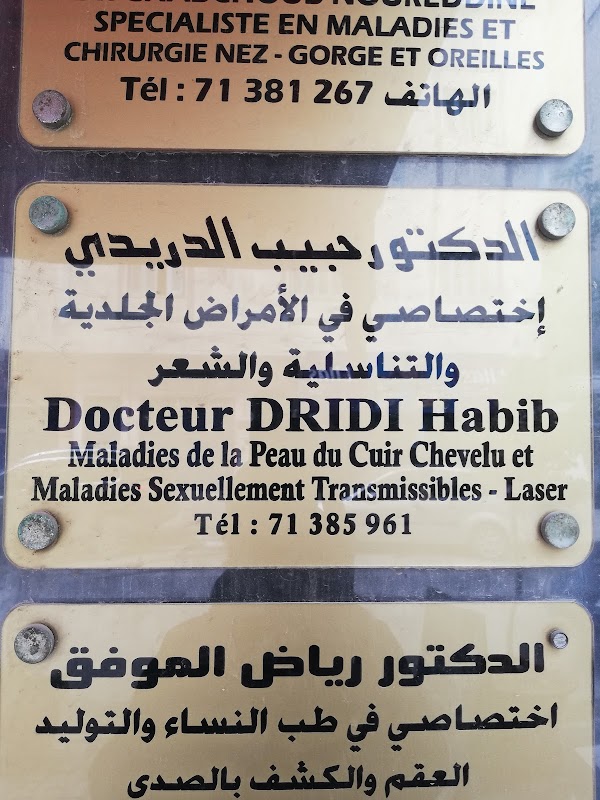 NOUREDDINE
SPECIALISTE EN MALADIES ET
CHIRURGIE NEZ - GORGE ET OREILLES
Tél : 71 381 267 الهاتف
الدكتور حبيب الدريدي
إختصاصي في الأمراض الجلدية
والتناسلية والشعر
Docteur DRIDI Habib
Maladies de la Peau du Cuir Chevelu et
Maladies Sexuellement Transmissibles - Laser
Tél : 71 385 961
الدكتور رياض الموفق
اختصاصي في طب النساء والتوليد
العقم والكشف بالصدى